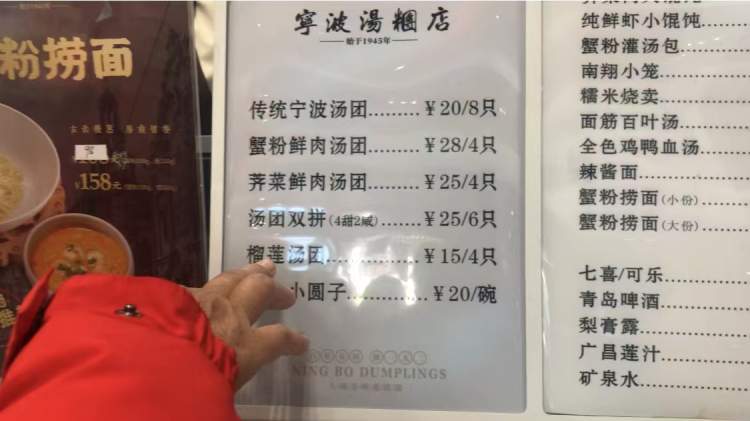 粉捞面
158元
寧波湯糰店
始于1945年
传统宁波汤团.........￥20/8只
蟹粉鲜肉汤团.........￥28/4只
荠菜鲜肉汤团.........￥25/4只
汤团双拼(4甜2咸)...￥25/6只
榴莲汤团...............￥15/4只
小圆子.............￥20/碗
NING BO DUMPLINGS
纯鲜虾小馄饨
蟹粉灌汤包
南翔小笼
糯米烧卖
面筋百叶汤
全色鸡鸭血汤
辣酱面
蟹粉捞面(小份)
蟹粉捞面(大份)
七喜/可乐
青岛啤酒
梨膏露
广昌莲汁
矿泉水